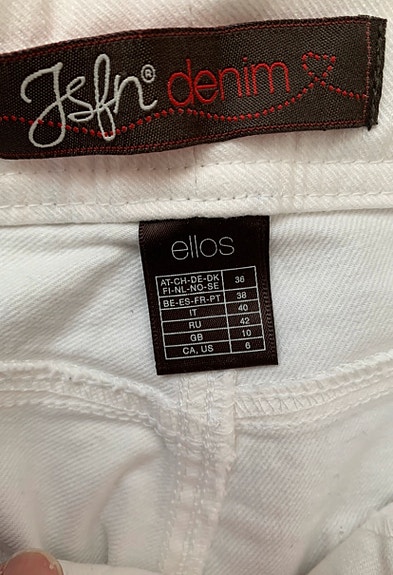 Jsfn® denim
ellos
AT-CH-DE-DK
FI-NL-NO-SE 36
BE-ES-FR-PT 38
IT 40
RU 42
GB 10
CA, US 6